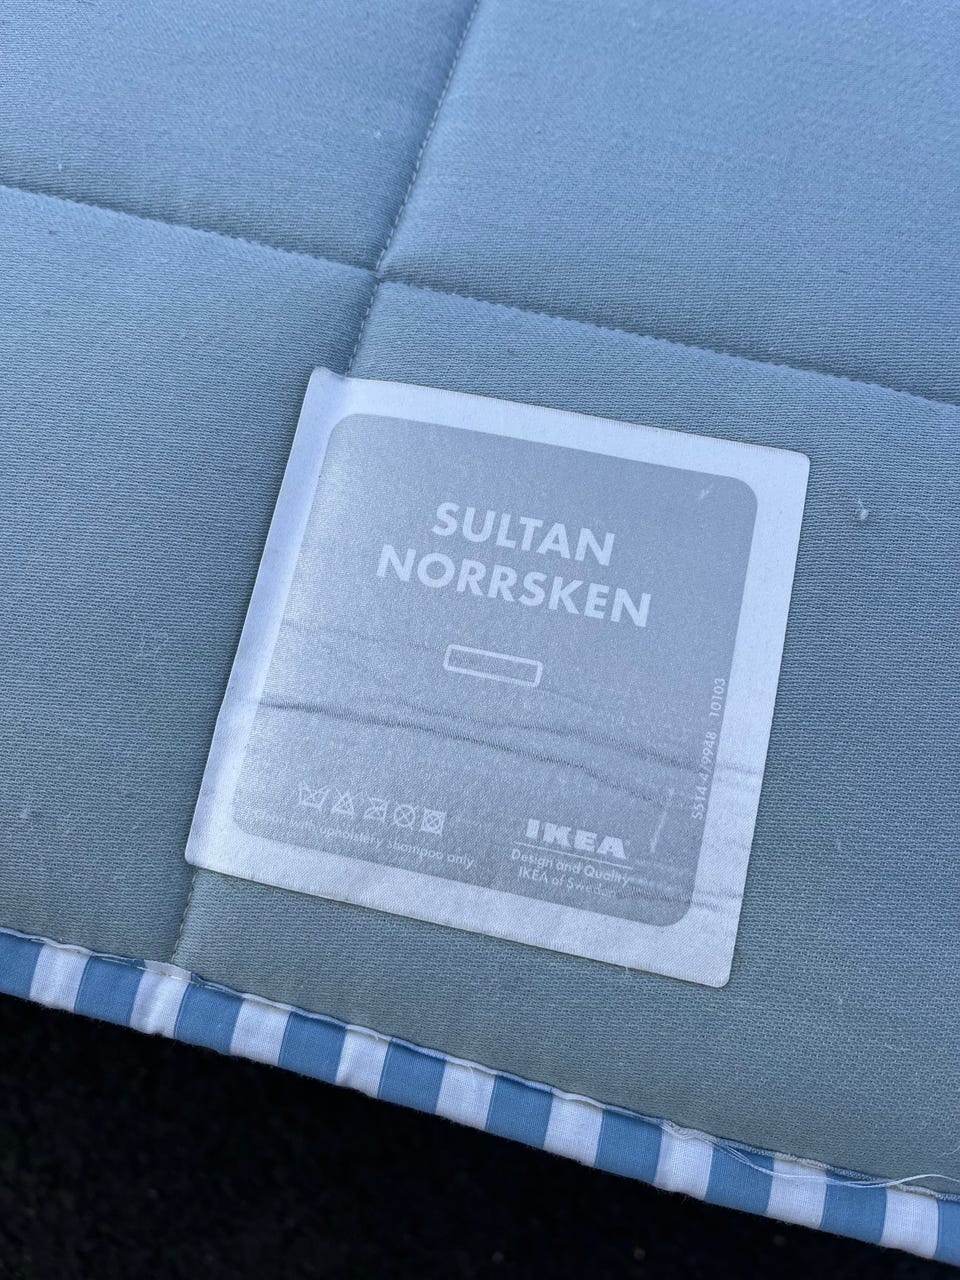 SULTAN
NORRSKEN
Clean with upholstery shampoo only.
IKEA®
Design and Quality
IKEA of Sweden
S514-4/9948 10103